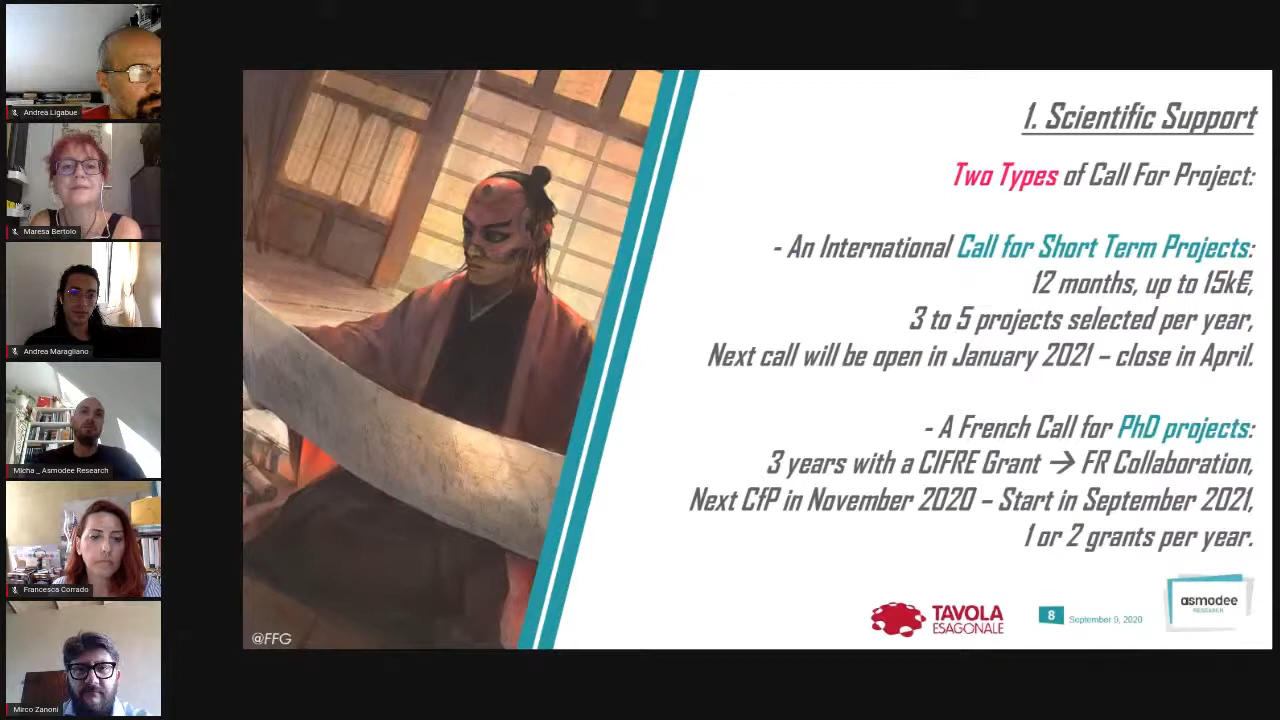 Andrea Ligabue
Maresa Bertolo
Andrea Maragliano
Micha _ Asmodee Research
Francesca Corrado
Mirco Zanoni
1. Scientific Support
Two Types of Call For Project:
- An International Call for Short Term Projects:
12 months, up to 15k€,
3 to 5 projects selected per year,
Next call will be open in January 2021 – close in April.
- A French Call for PhD projects:
3 years with a CIFRE Grant → FR Collaboration,
Next CfP in November 2020 – Start in September 2021,
1 or 2 grants per year.
@FFG
TAVOLA
ESAGONALE
8
September 9, 2020
asmodee
RESEARCH